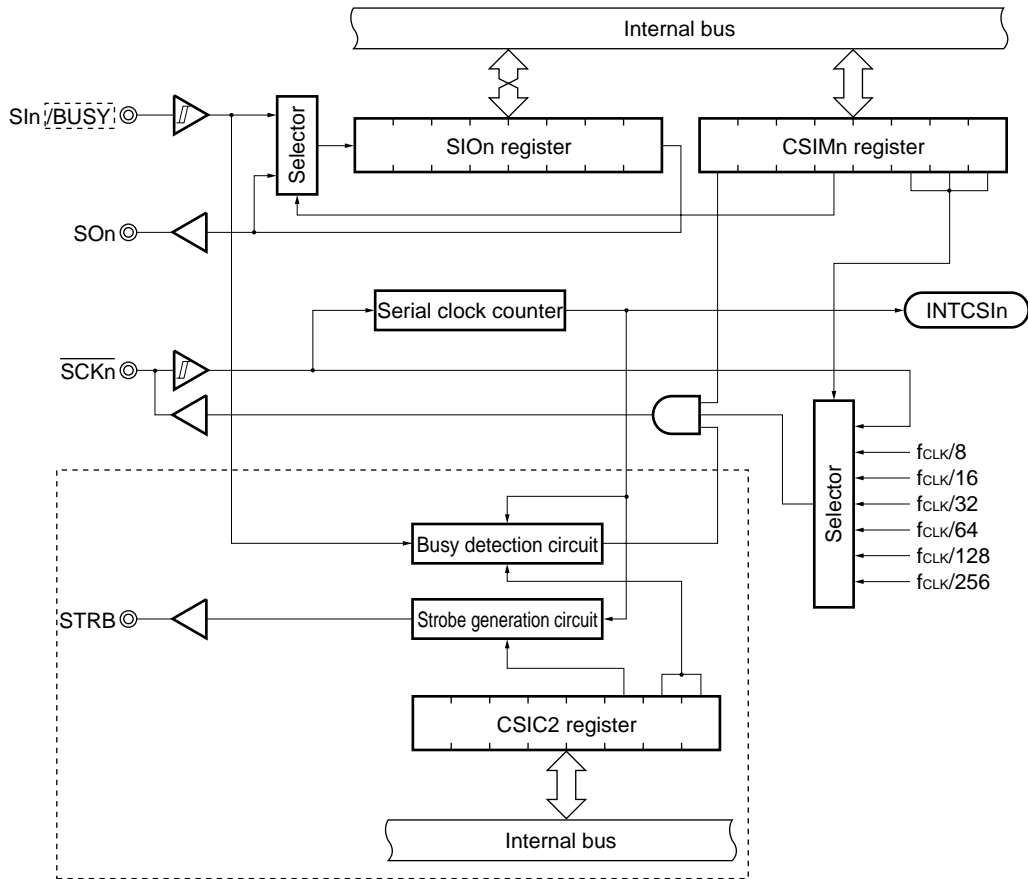 Internal bus
SIn /BUSY
Selector
SIOn register
CSIMn register
SOn
Serial clock counter
INTCSIn
SCKn
Selector
fCLK/8
fCLK/16
fCLK/32
fCLK/64
fCLK/128
fCLK/256
Busy detection circuit
STRB
Strobe generation circuit
CSIC2 register
Internal bus